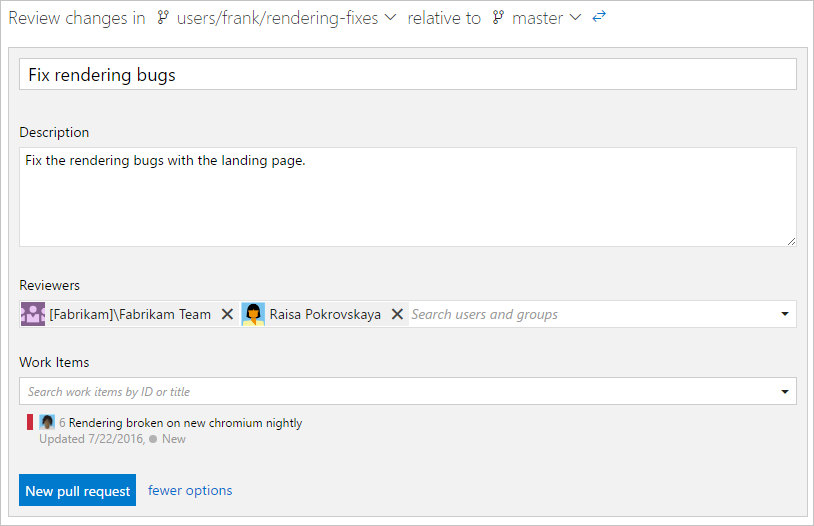 Review changes in users/frank/rendering-fixes relative to master
Fix rendering bugs
Description
Fix the rendering bugs with the landing page.
Reviewers
[Fabrikam]\Fabrikam Team Raisa Pokrovskaya Search users and groups
Work Items
Search work items by ID or title
6 Rendering broken on new chromium nightly
Updated 7/22/2016, New
New pull request fewer options